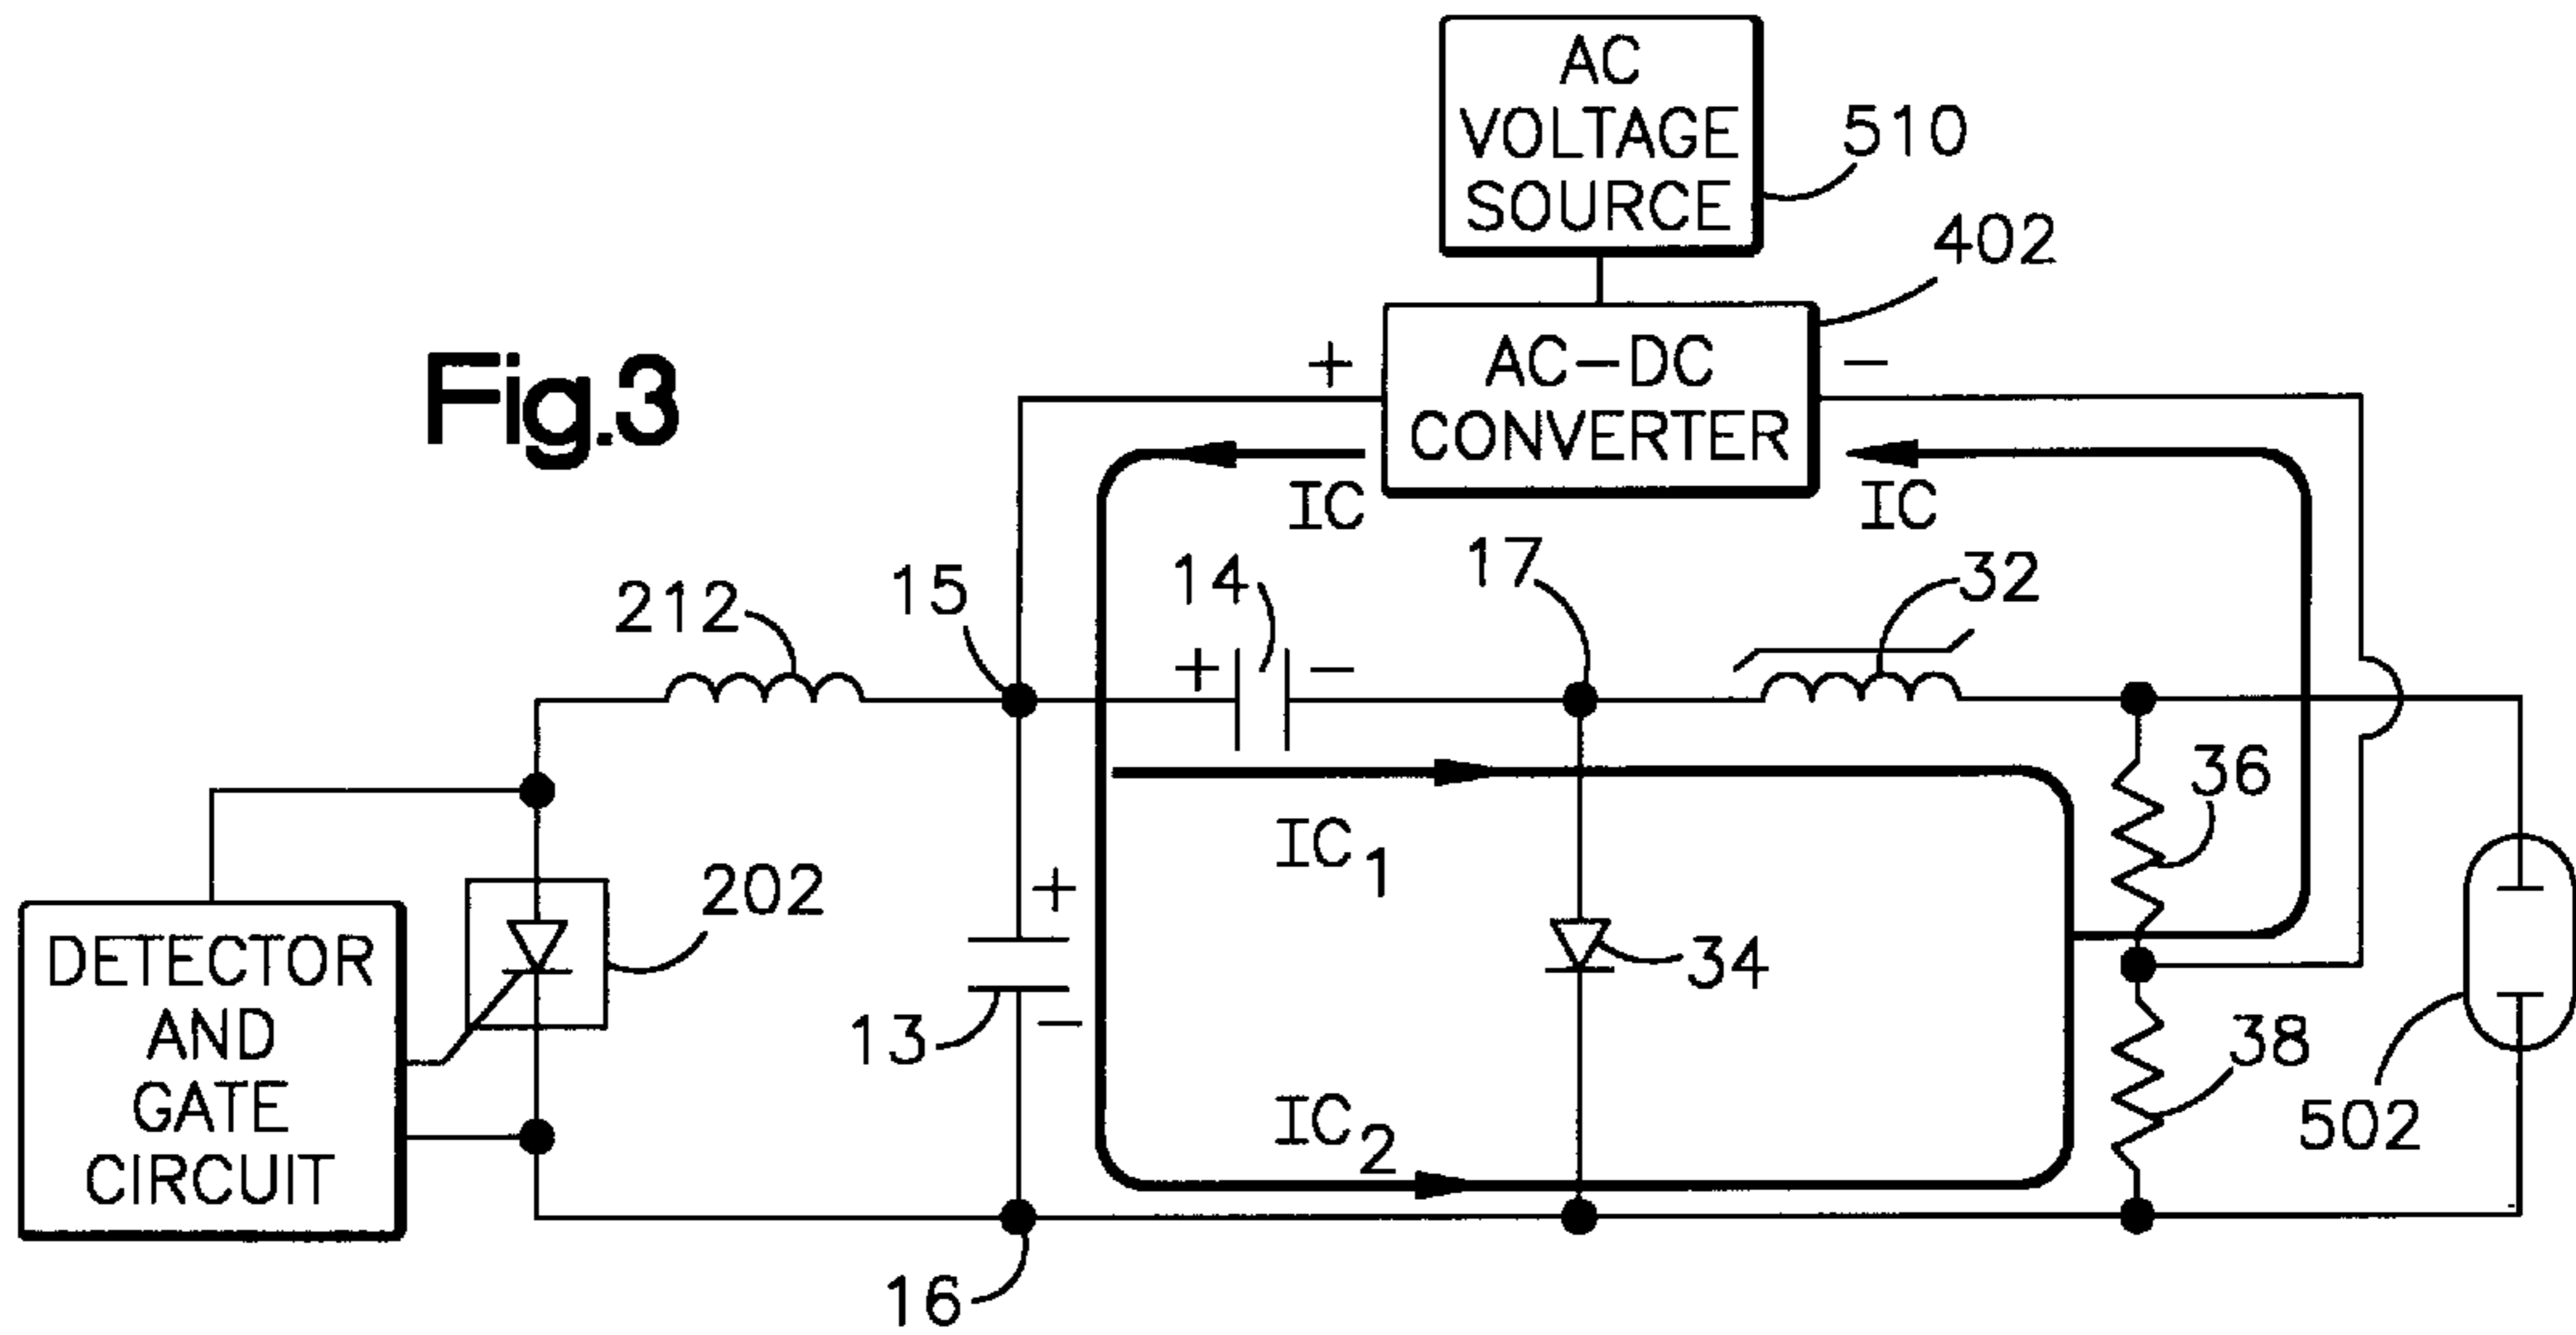 AC
VOLTAGE
SOURCE
510
402
Fig.3
+
AC-DC
CONVERTER
−
IC
IC
212
15
14
17
32
+
−
36
IC1
202
+
34
DETECTOR
AND
GATE
CIRCUIT
13
−
38
502
IC2
16